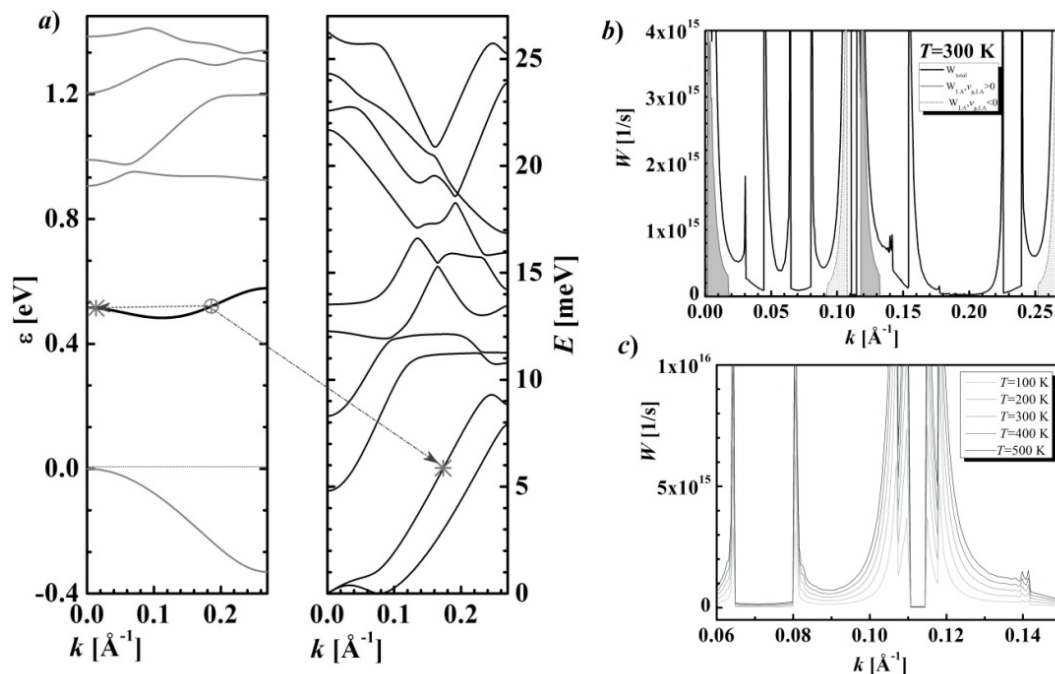 a)
1.2
0.8
0.4
0.0
-0.4
ε [eV]
0.0
0.2
k [Å⁻¹]
25
20
15
10
5
0
E [meV]
0.0
0.1
0.2
k [Å⁻¹]
b)
T=300 K
W_total
W_LA, v_g,LA>0
W_LA, v_g,LA<0
4x10¹⁵
3x10¹⁵
2x10¹⁵
1x10¹⁵
0
W [1/s]
0.00
0.05
0.10
0.15
0.20
0.25
k [Å⁻¹]
c)
T=100 K
T=200 K
T=300 K
T=400 K
T=500 K
1x10¹⁶
5x10¹⁵
0
W [1/s]
0.06
0.08
0.10
0.12
0.14
k [Å⁻¹]